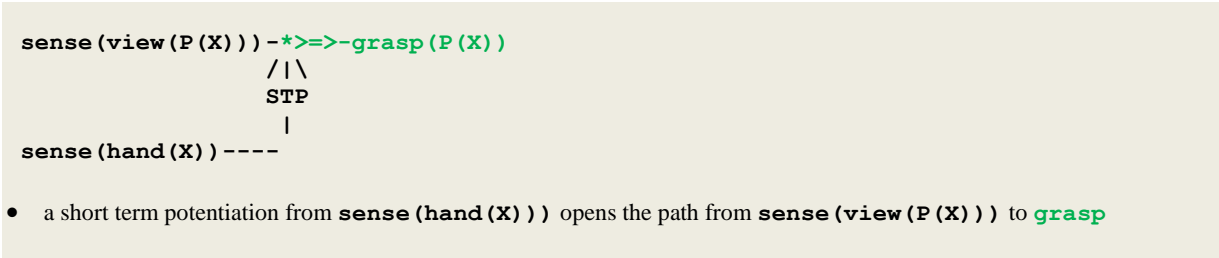 sense(view(P(X)))-*>=>-grasp(P(X))
/|\
STP
|
sense(hand(X))----
• a short term potentiation from sense(hand(X))) opens the path from sense(view(P(X))) to grasp